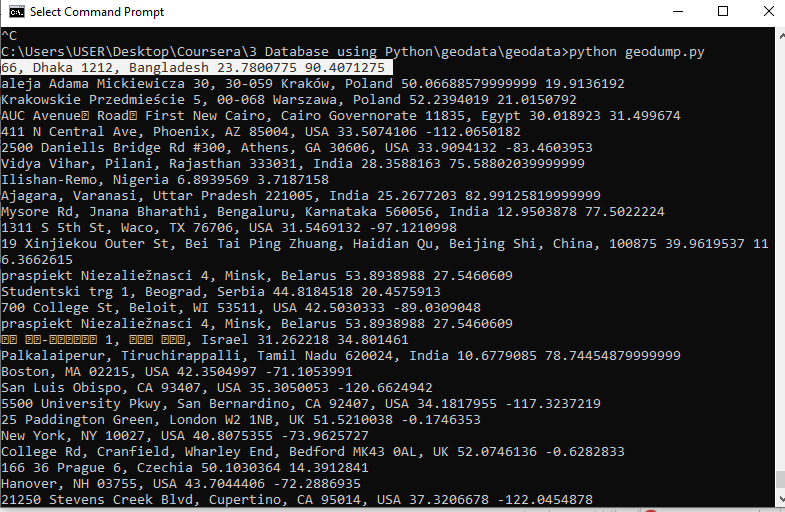 Select Command Prompt
^C
C:\Users\USER\Desktop\Coursera\3 Database using Python\geodata\geodata>python geodump.py
66, Dhaka 1212, Bangladesh 23.7800775 90.4071275
aleja Adama Mickiewicza 30, 30-059 Kraków, Poland 50.06688579999999 19.9136192
Krakowskie Przedmieście 5, 00-068 Warszawa, Poland 52.2394019 21.0150792
AUC Avenue Road First New Cairo, Cairo Governorate 11835, Egypt 30.018923 31.499674
411 N Central Ave, Phoenix, AZ 85004, USA 33.5074106 -112.0650182
2500 Daniells Bridge Rd #300, Athens, GA 30606, USA 33.9094132 -83.4603953
Vidya Vihar, Pilani, Rajasthan 333031, India 28.3588163 75.58802039999999
Ilishan-Remo, Nigeria 6.8939569 3.7187158
Ajagara, Varanasi, Uttar Pradesh 221005, India 25.2677203 82.99125819999999
Mysore Rd, Jnana Bharathi, Bengaluru, Karnataka 560056, India 12.9503878 77.5022224
1311 S 5th St, Waco, TX 76706, USA 31.5469132 -97.1210998
19 Xinjiekou Outer St, Bei Tai Ping Zhuang, Haidian Qu, Beijing Shi, China, 100875 39.9619537 11
6.3662615
praspiekt Niezaliežnasci 4, Minsk, Belarus 53.8938988 27.5460609
Studentski trg 1, Beograd, Serbia 44.8184518 20.4575913
700 College St, Beloit, WI 53511, USA 42.5030333 -89.0309048
praspiekt Niezaliežnasci 4, Minsk, Belarus 53.8938988 27.5460609
1, Israel 31.262218 34.801461
Palkalaiperur, Tiruchirappalli, Tamil Nadu 620024, India 10.6779085 78.74454879999999
Boston, MA 02215, USA 42.3504997 -71.1053991
San Luis Obispo, CA 93407, USA 35.3050053 -120.6624942
5500 University Pkwy, San Bernardino, CA 92407, USA 34.1817955 -117.3237219
25 Paddington Green, London W2 1NB, UK 51.5210038 -0.1746353
New York, NY 10027, USA 40.8075355 -73.9625727
College Rd, Cranfield, Wharley End, Bedford MK43 0AL, UK 52.0746136 -0.6282833
166 36 Prague 6, Czechia 50.1030364 14.3912841
Hanover, NH 03755, USA 43.7044406 -72.2886935
21250 Stevens Creek Blvd, Cupertino, CA 95014, USA 37.3206678 -122.0454878